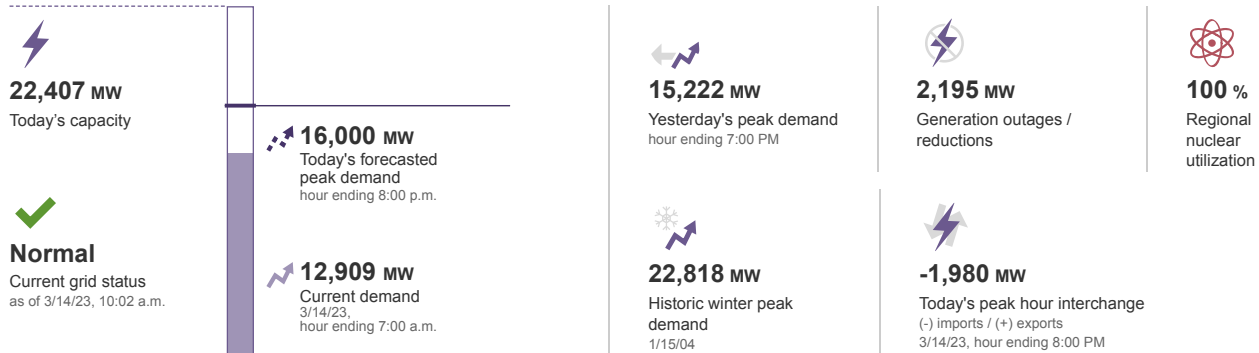 22,407 MW
Today's capacity
Normal
Current grid status
as of 3/14/23, 10:02 a.m.
16,000 MW
Today's forecasted
peak demand
hour ending 8:00 p.m.
12,909 MW
Current demand
3/14/23,
hour ending 7:00 a.m.
15,222 MW
Yesterday's peak demand
hour ending 7:00 PM
2,195 MW
Generation outages /
reductions
100 %
Regional
nuclear
utilization
22,818 MW
Historic winter peak
demand
1/15/04
-1,980 MW
Today's peak hour interchange
(-) imports / (+) exports
3/14/23, hour ending 8:00 PM